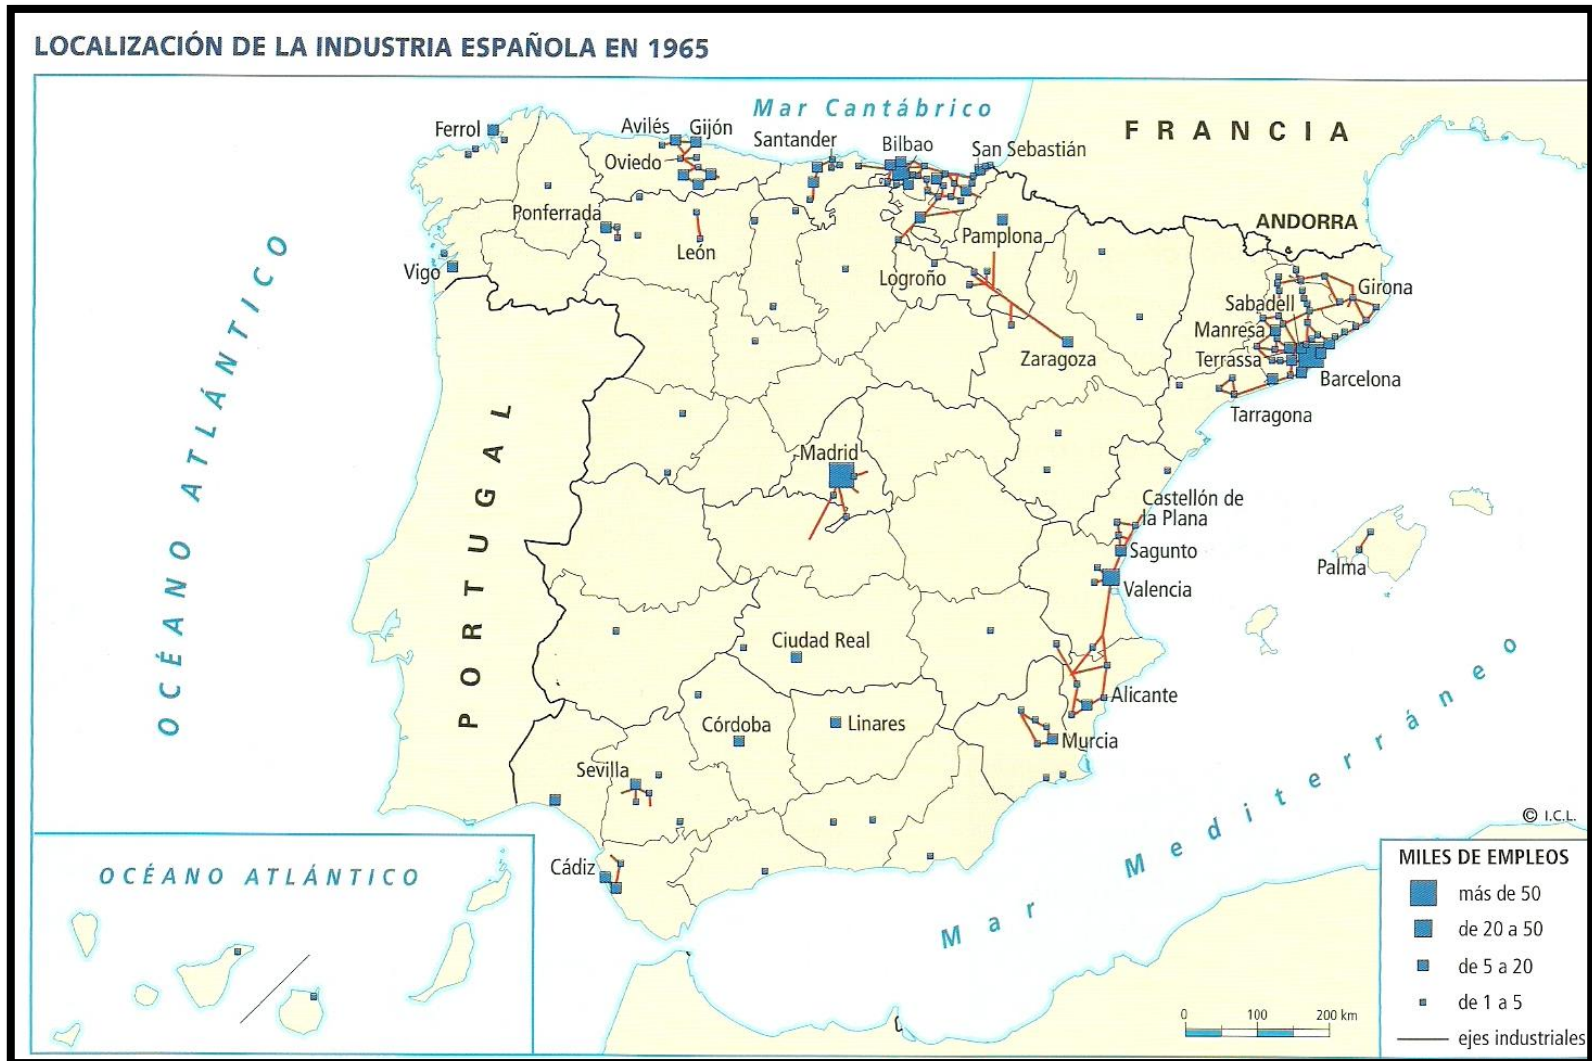 LOCALIZACIÓN DE LA INDUSTRIA ESPAÑOLA EN 1965
Mar Cantábrico
FRANCIA
Ferrol
Avilés
Gijón
Santander
Bilbao
San Sebastián
Oviedo
Ponferrada
León
Pamplona
ANDORRA
Vigo
Logroño
Girona
Sabadell
Manresa
Terrassa
Zaragoza
Barcelona
Tarragona
OCÉANO ATLÁNTICO
PORTUGAL
Madrid
Castellón de
la Plana
Sagunto
Valencia
Palma
Ciudad Real
Alicante
Córdoba
Linares
Murcia
Sevilla
Cádiz
Mar Mediterráneo
OCÉANO ATLÁNTICO
© I.C.L.
MILES DE EMPLEOS
más de 50
de 20 a 50
de 5 a 20
de 1 a 5
ejes industriales
0 100 200 km